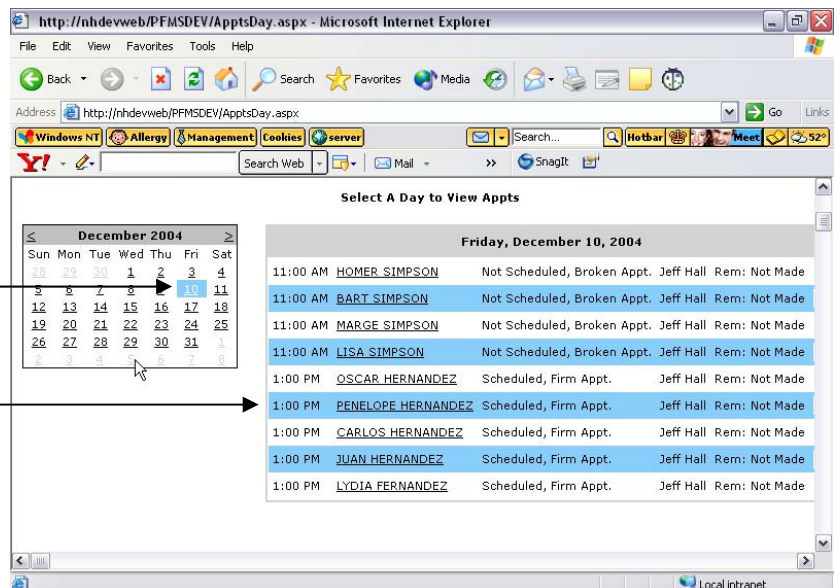 http://nhdevweb/PFMSDEV/ApptsDay.aspx - Microsoft Internet Explorer
File Edit View Favorites Tools Help
Back Search Favorites Media
Address http://nhdevweb/PFMSDEV/ApptsDay.aspx Go Links
Windows NT Allergy Management Cookies server Search... Hotbar Meet 52°
Y! Search Web Mail » SnagIt
Select A Day to View Appts
< December 2004 >
Sun Mon Tue Wed Thu Fri Sat
28 29 30 1 2 3 4
5 6 7 8 9 10 11
12 13 14 15 16 17 18
19 20 21 22 23 24 25
26 27 28 29 30 31 1
2 3 4 5 6 7 8
Friday, December 10, 2004
11:00 AM HOMER SIMPSON Not Scheduled, Broken Appt. Jeff Hall Rem: Not Made
11:00 AM BART SIMPSON Not Scheduled, Broken Appt. Jeff Hall Rem: Not Made
11:00 AM MARGE SIMPSON Not Scheduled, Broken Appt. Jeff Hall Rem: Not Made
11:00 AM LISA SIMPSON Not Scheduled, Broken Appt. Jeff Hall Rem: Not Made
1:00 PM OSCAR HERNANDEZ Scheduled, Firm Appt. Jeff Hall Rem: Not Made
1:00 PM PENELOPE HERNANDEZ Scheduled, Firm Appt. Jeff Hall Rem: Not Made
1:00 PM CARLOS HERNANDEZ Scheduled, Firm Appt. Jeff Hall Rem: Not Made
1:00 PM JUAN HERNANDEZ Scheduled, Firm Appt. Jeff Hall Rem: Not Made
1:00 PM LYDIA FERNANDEZ Scheduled, Firm Appt. Jeff Hall Rem: Not Made
Local intranet